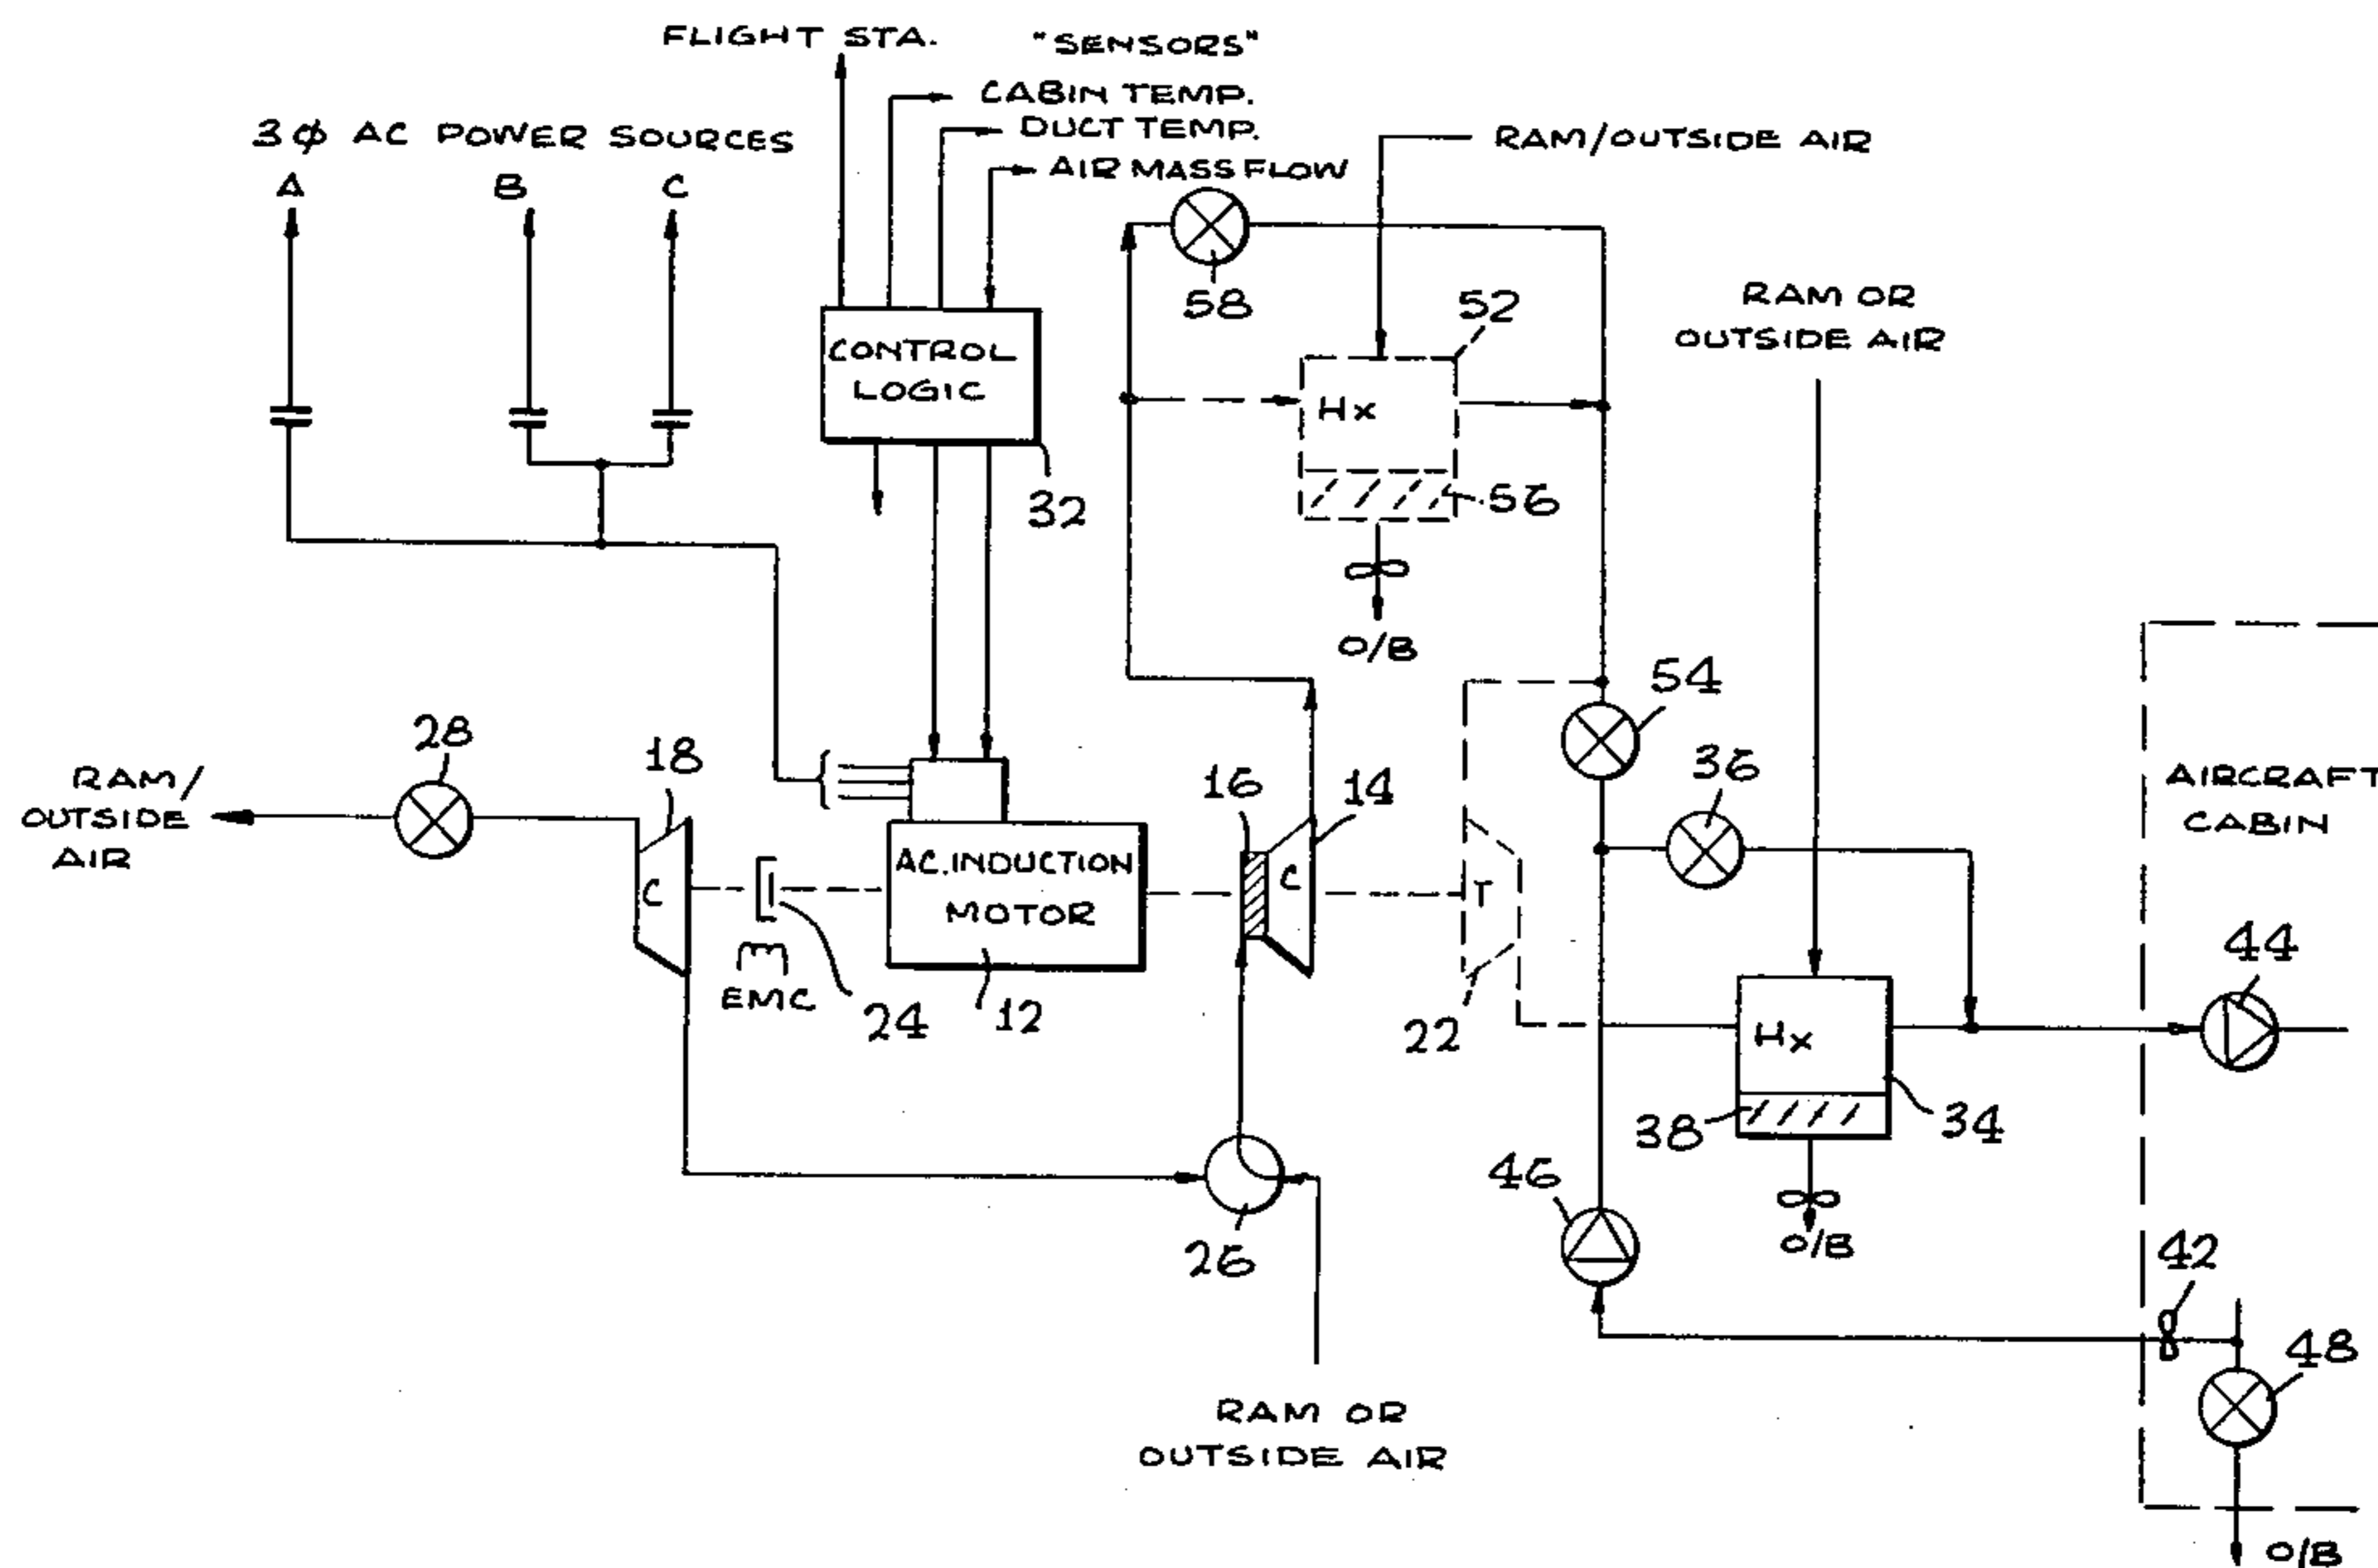 FLIGHT STA.
"SENSORS"
CABIN TEMP.
DUCT TEMP.
AIR MASS FLOW
3 ϕ AC POWER SOURCES
A
B
C
RAM/OUTSIDE AIR
58
52
RAM OR
OUTSIDE AIR
CONTROL
LOGIC
32
Hx
56
O/B
54
36
28
18
16
14
RAM/
OUTSIDE
AIR
AIRCRAFT
CABIN
C
AC. INDUCTION
MOTOR
C
T
44
EMC
24
12
22
Hx
38
34
46
26
O/B
42
48
RAM OR
OUTSIDE AIR
O/B